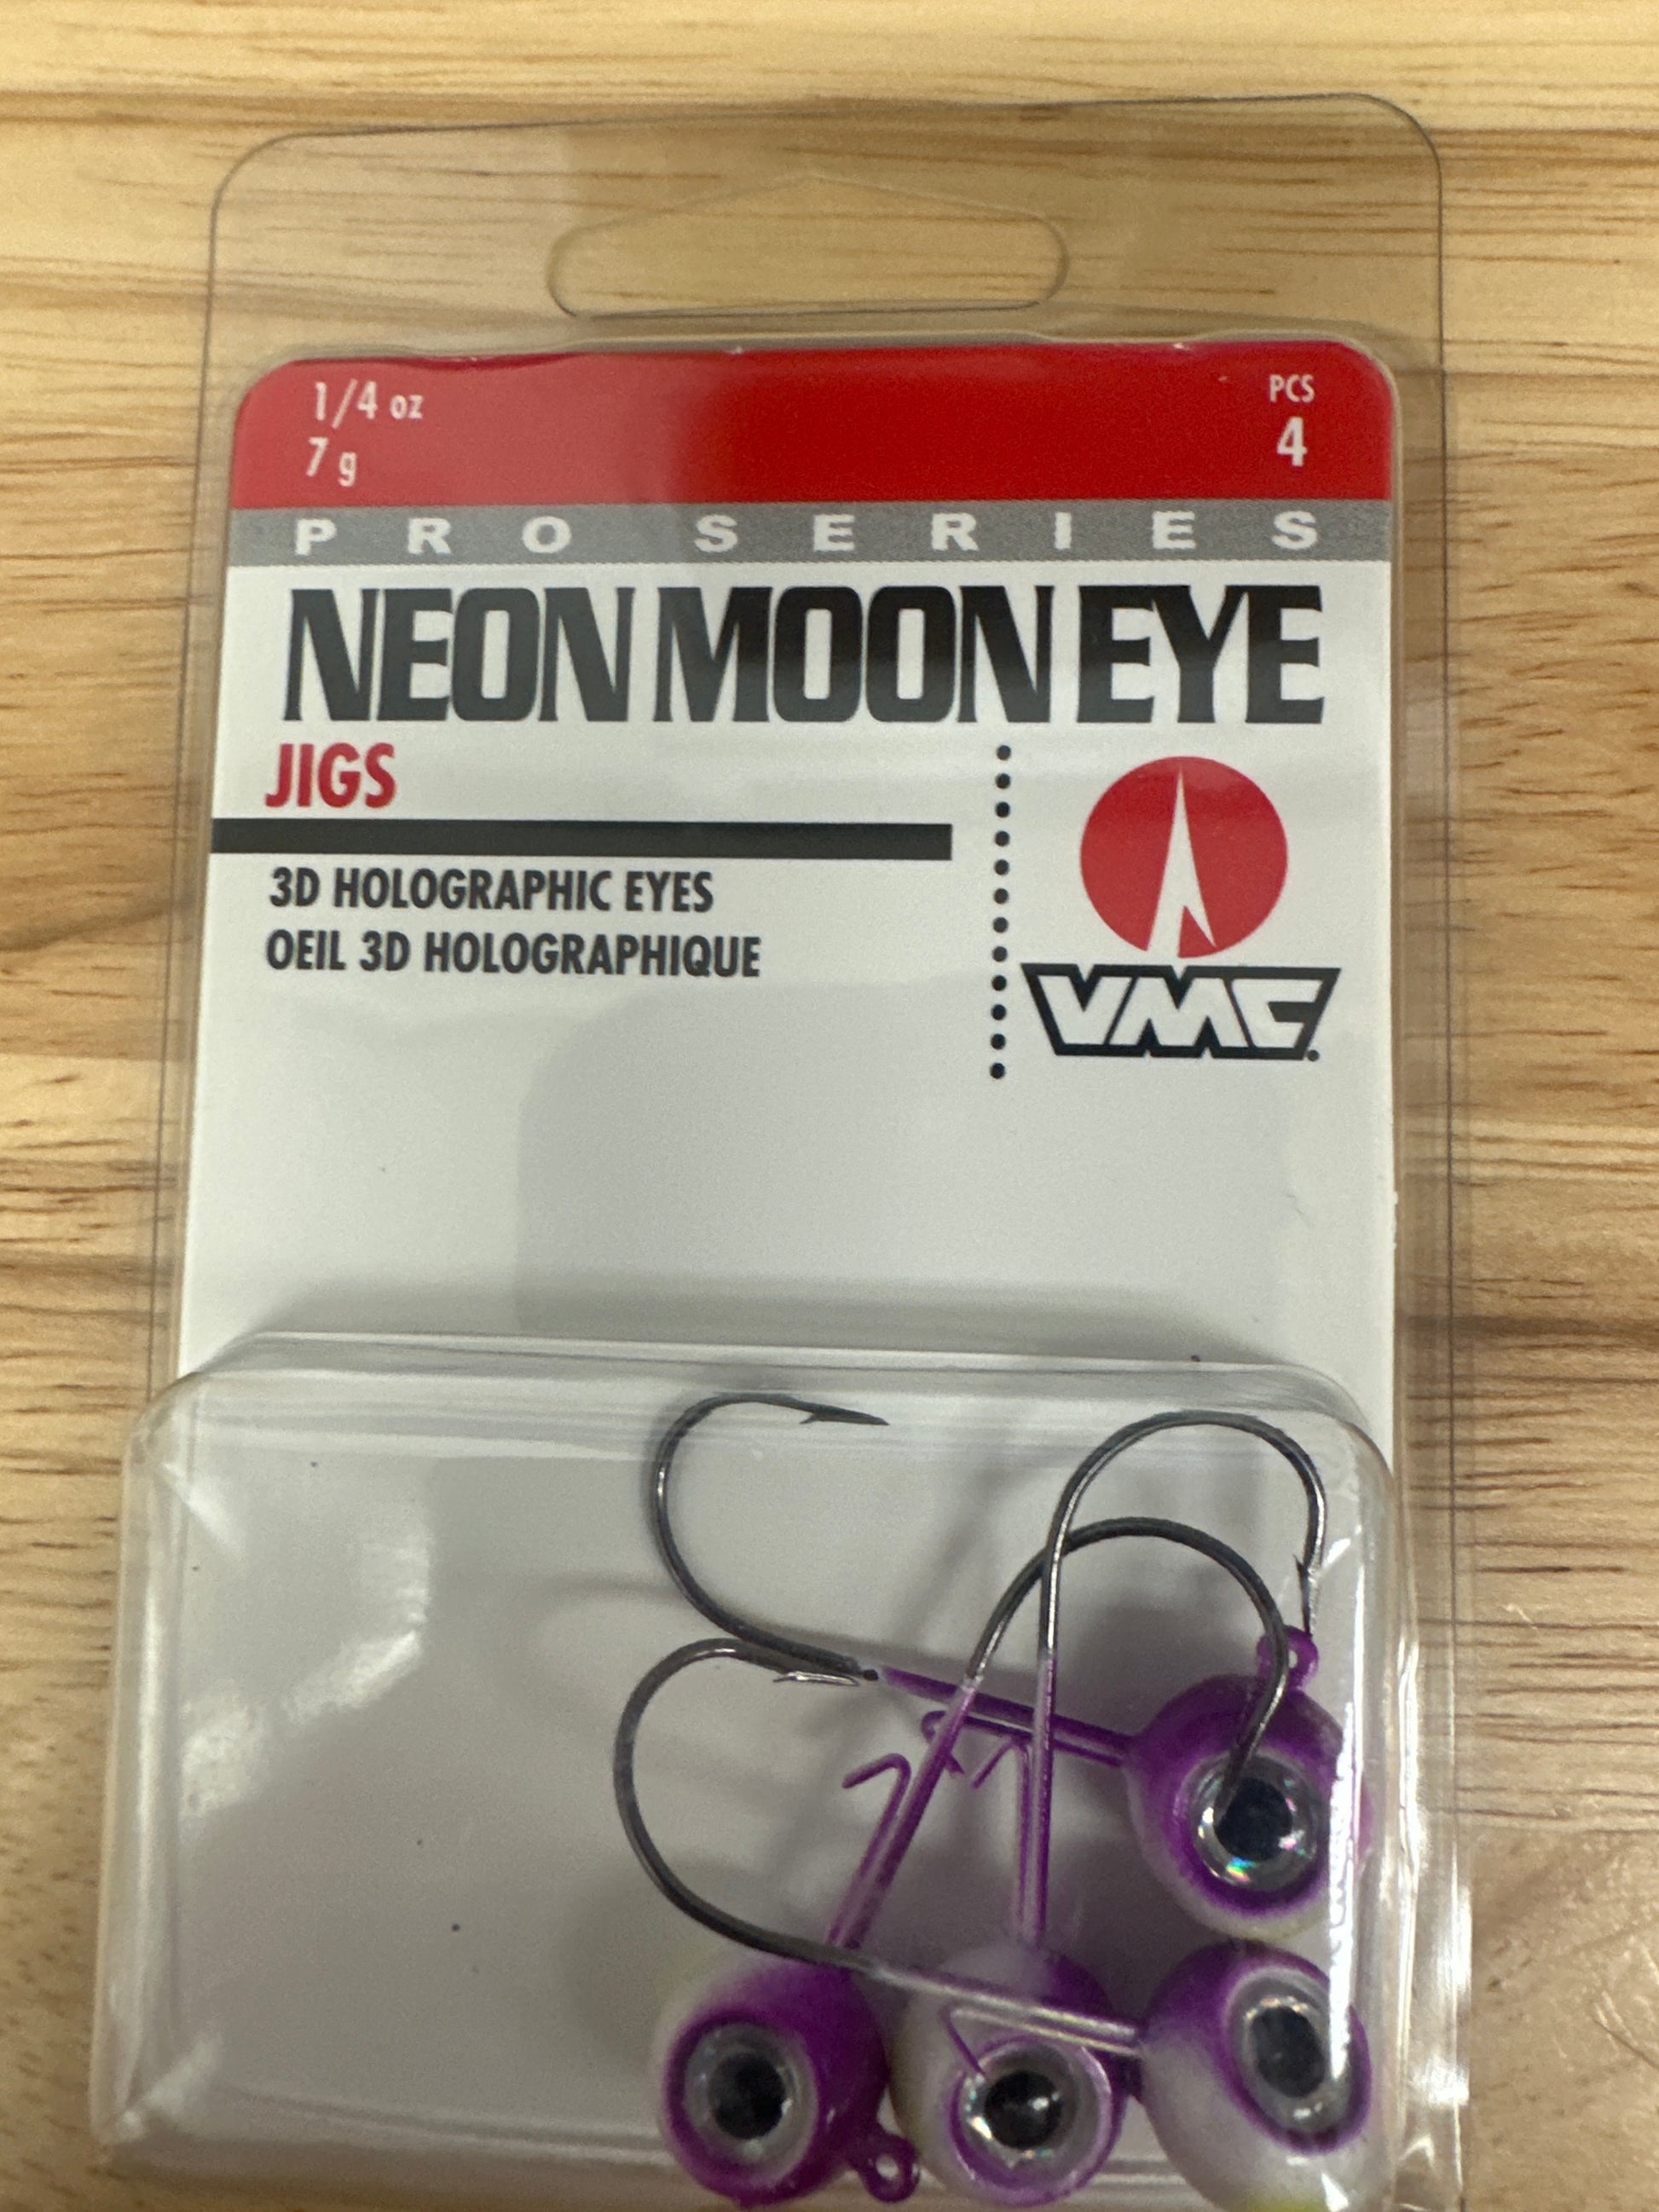 1/4 oz
7 g
PCS
4
PRO SERIES
NEON MOON EYE
JIGS
3D HOLOGRAPHIC EYES
OEIL 3D HOLOGRAPHIQUE
VMC